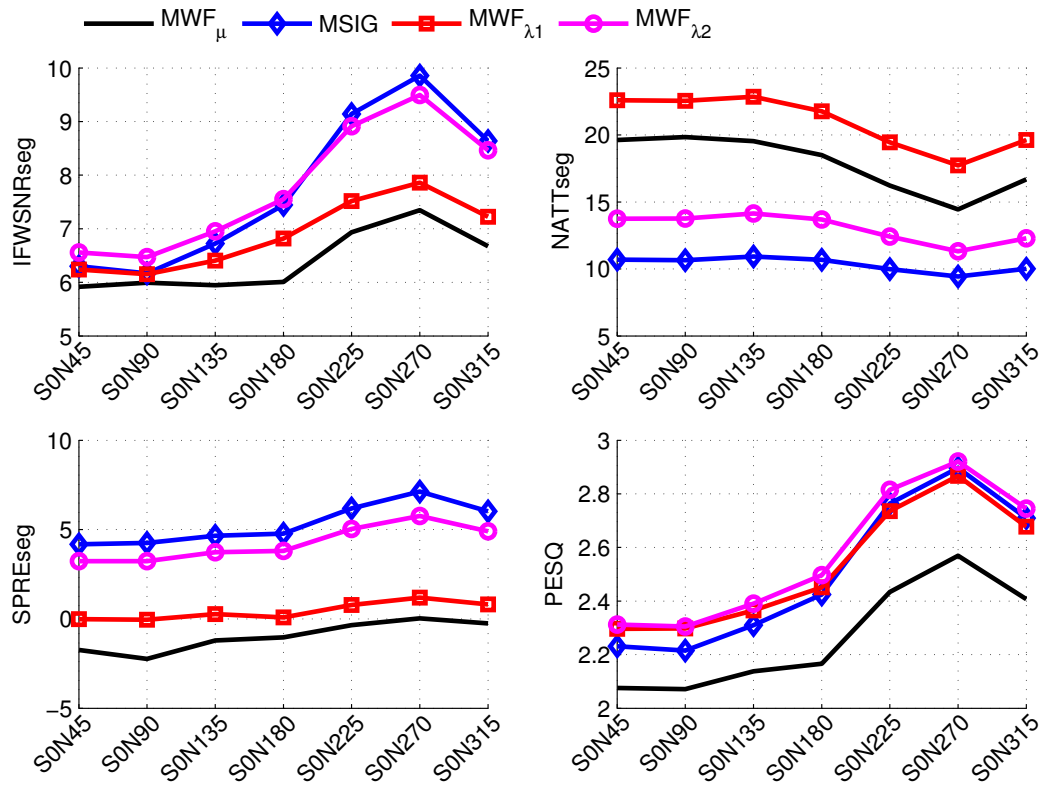 MWFμ MSIG MWFλ1 MWFλ2
IFWSNRseg
10
9
8
7
6
5
S0N45 S0N90 S0N135 S0N180 S0N225 S0N270 S0N315
NATTseg
25
20
15
10
5
S0N45 S0N90 S0N135 S0N180 S0N225 S0N270 S0N315
SPREseg
10
5
0
−5
S0N45 S0N90 S0N135 S0N180 S0N225 S0N270 S0N315
PESQ
3
2.8
2.6
2.4
2.2
2
S0N45 S0N90 S0N135 S0N180 S0N225 S0N270 S0N315